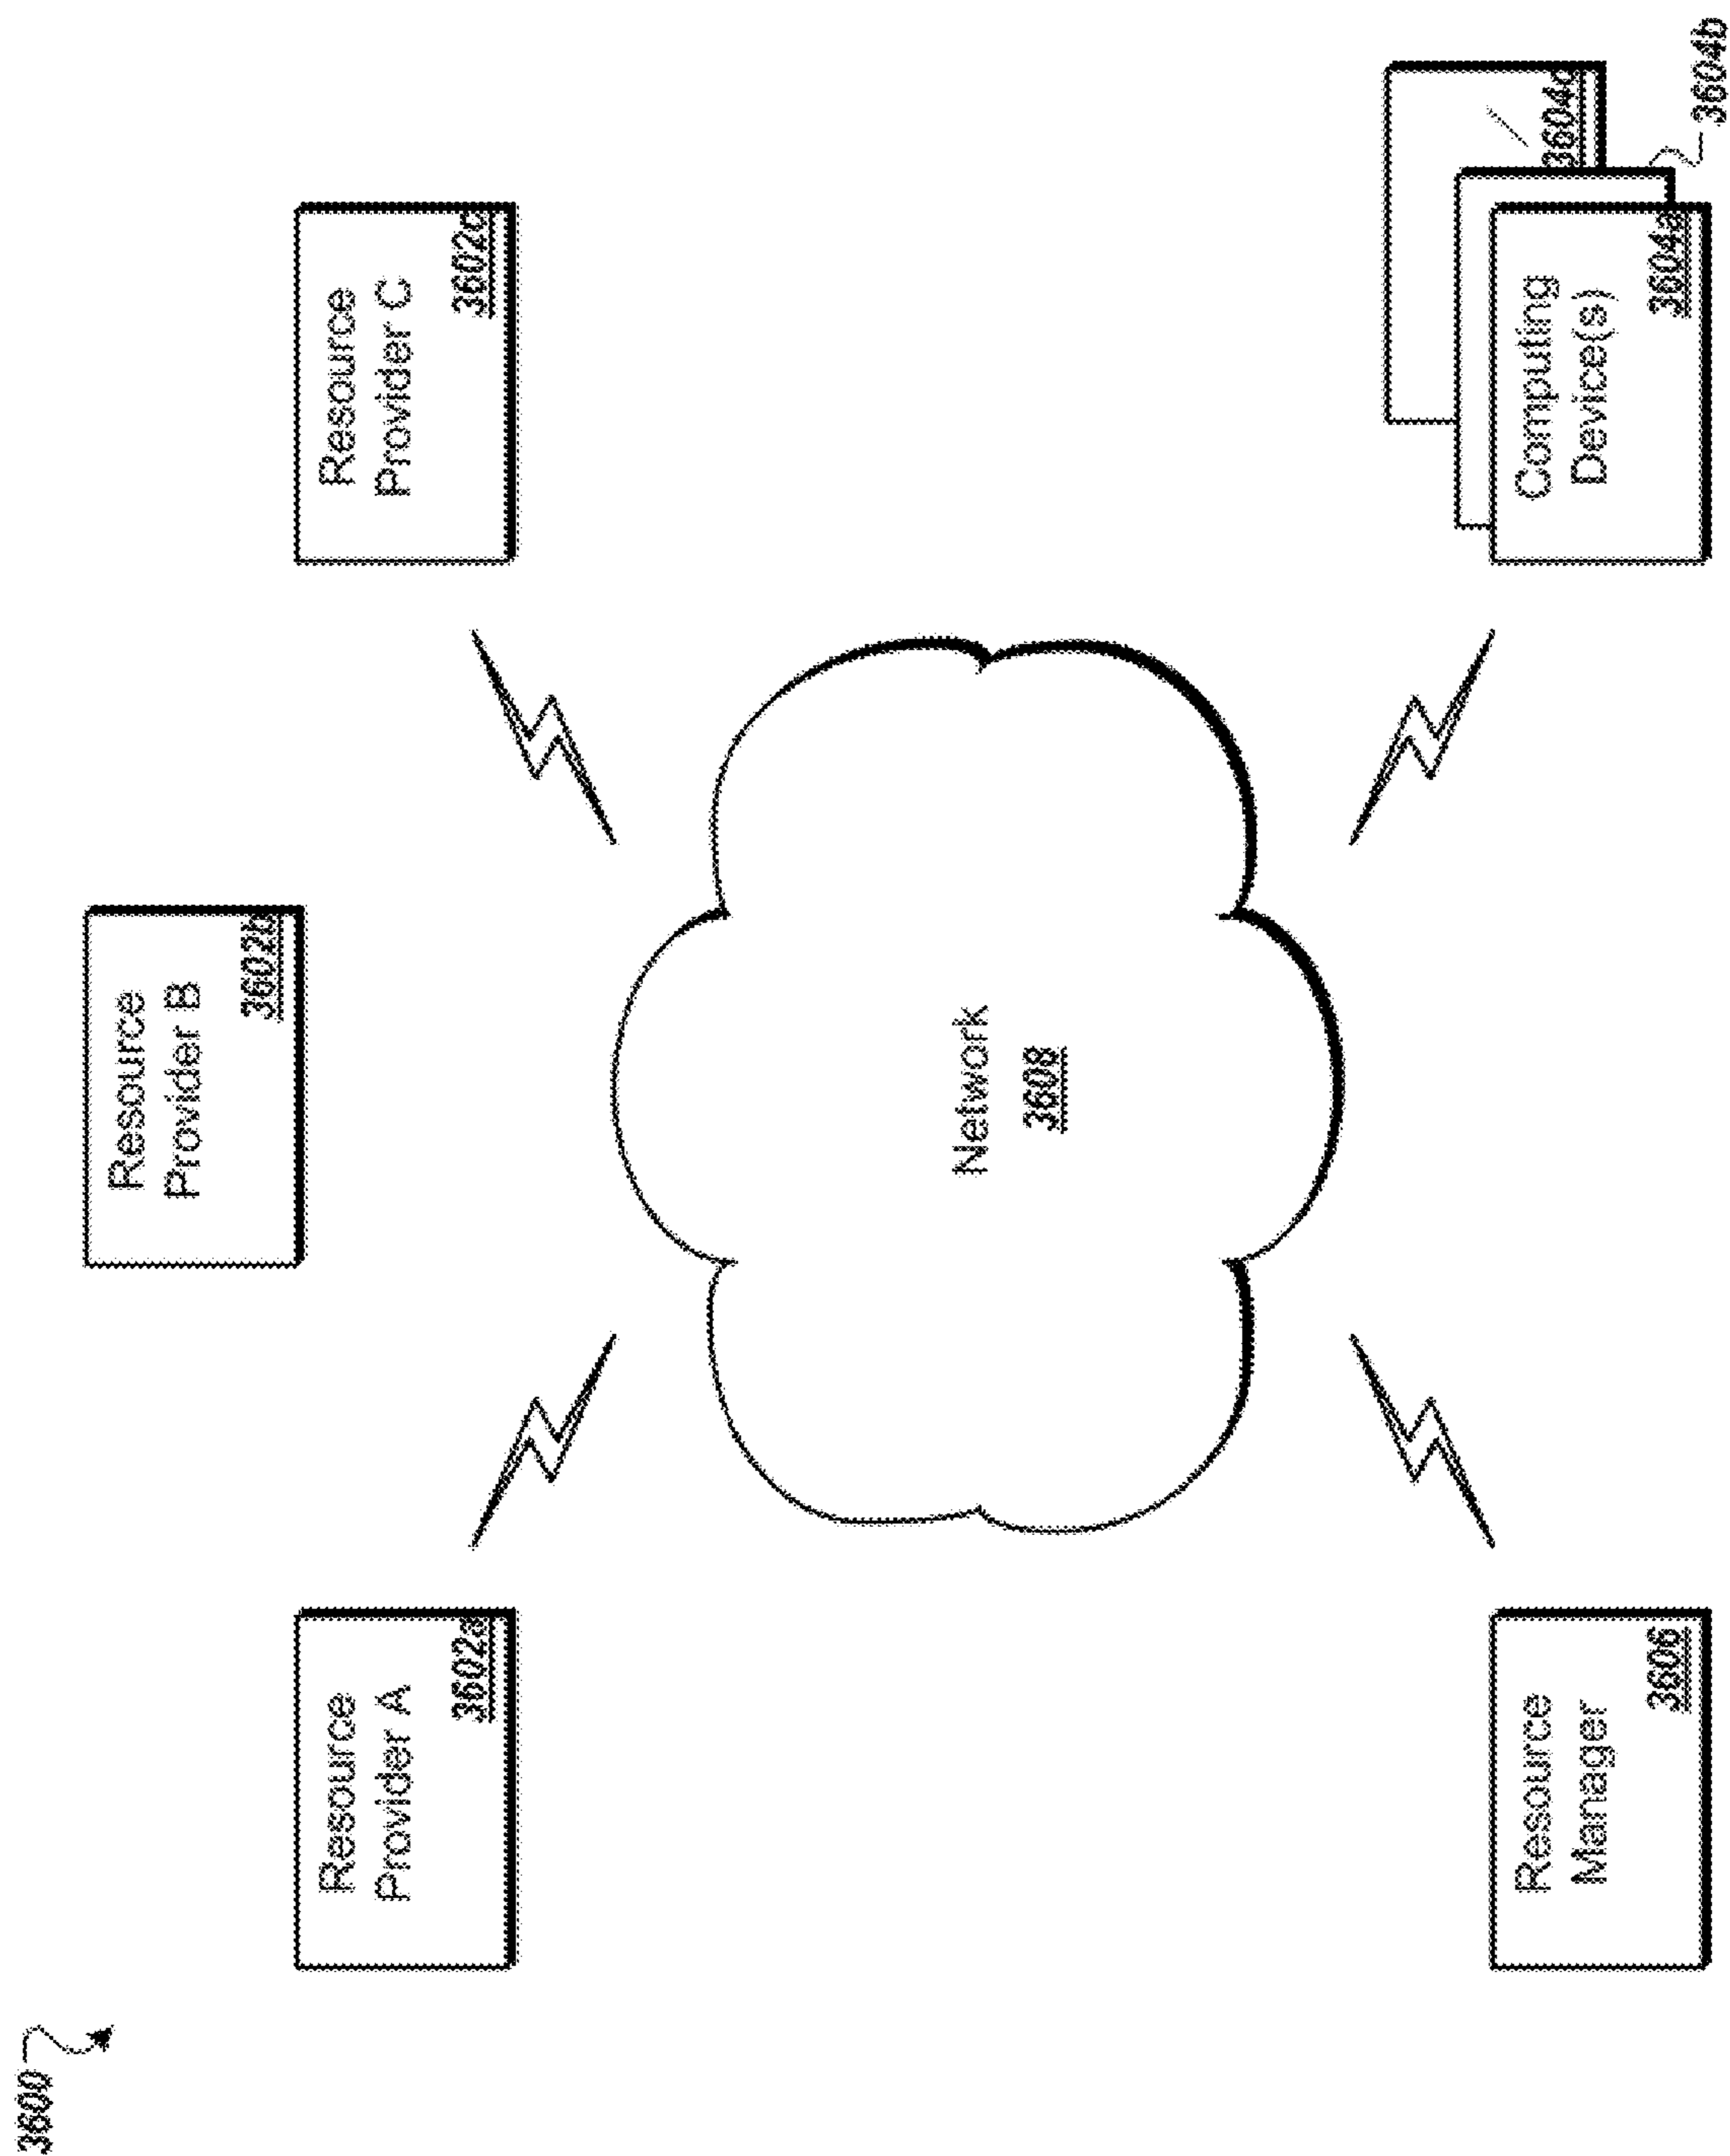 3600
Resource
Provider B
3602b
Resource
Provider A
3602a
Resource
Provider C
3602c
Network
3608
Resource
Manager
3606
Computing
Device(s)
3604a
3604b
3604c